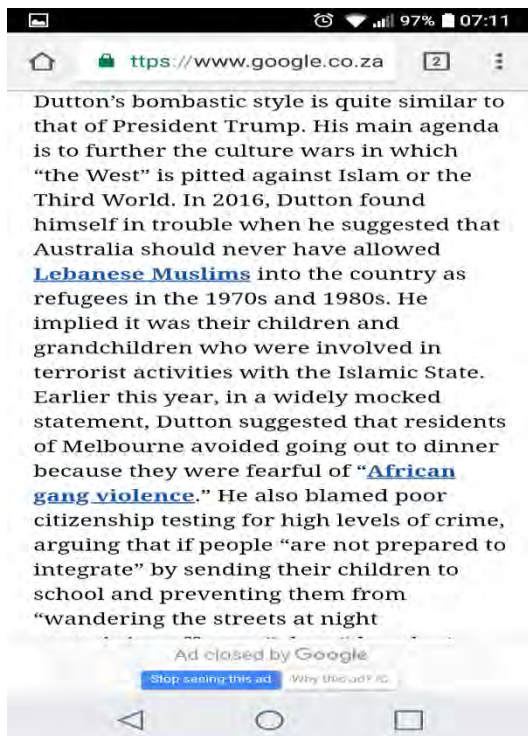 97% 07:11
ttps://www.google.co.za 2
Dutton's bombastic style is quite similar to
that of President Trump. His main agenda
is to further the culture wars in which
"the West" is pitted against Islam or the
Third World. In 2016, Dutton found
himself in trouble when he suggested that
Australia should never have allowed
Lebanese Muslims into the country as
refugees in the 1970s and 1980s. He
implied it was their children and
grandchildren who were involved in
terrorist activities with the Islamic State.
Earlier this year, in a widely mocked
statement, Dutton suggested that residents
of Melbourne avoided going out to dinner
because they were fearful of "African
gang violence." He also blamed poor
citizenship testing for high levels of crime,
arguing that if people "are not prepared to
integrate" by sending their children to
school and preventing them from
"wandering the streets at night
Ad closed by Google
Stop seeing this ad Why this ad?